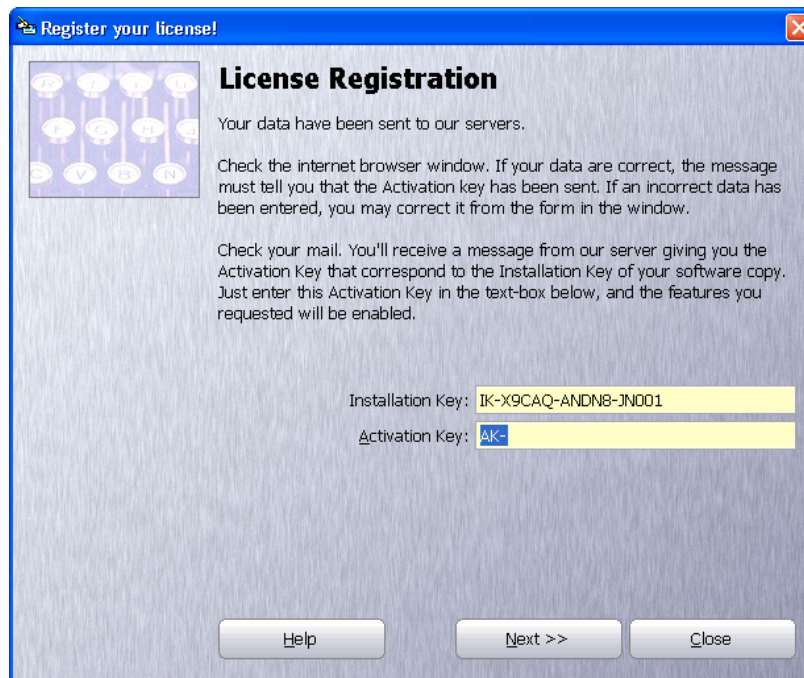 Register your license!
License Registration
Your data have been sent to our servers.
Check the internet browser window. If your data are correct, the message
must tell you that the Activation key has been sent. If an incorrect data has
been entered, you may correct it from the form in the window.
Check your mail. You'll receive a message from our server giving you the
Activation Key that correspond to the Installation Key of your software copy.
Just enter this Activation Key in the text-box below, and the features you
requested will be enabled.
Installation Key: IK-X9CAQ-ANDN8-JN001
Activation Key: AK-
Help Next >> Close